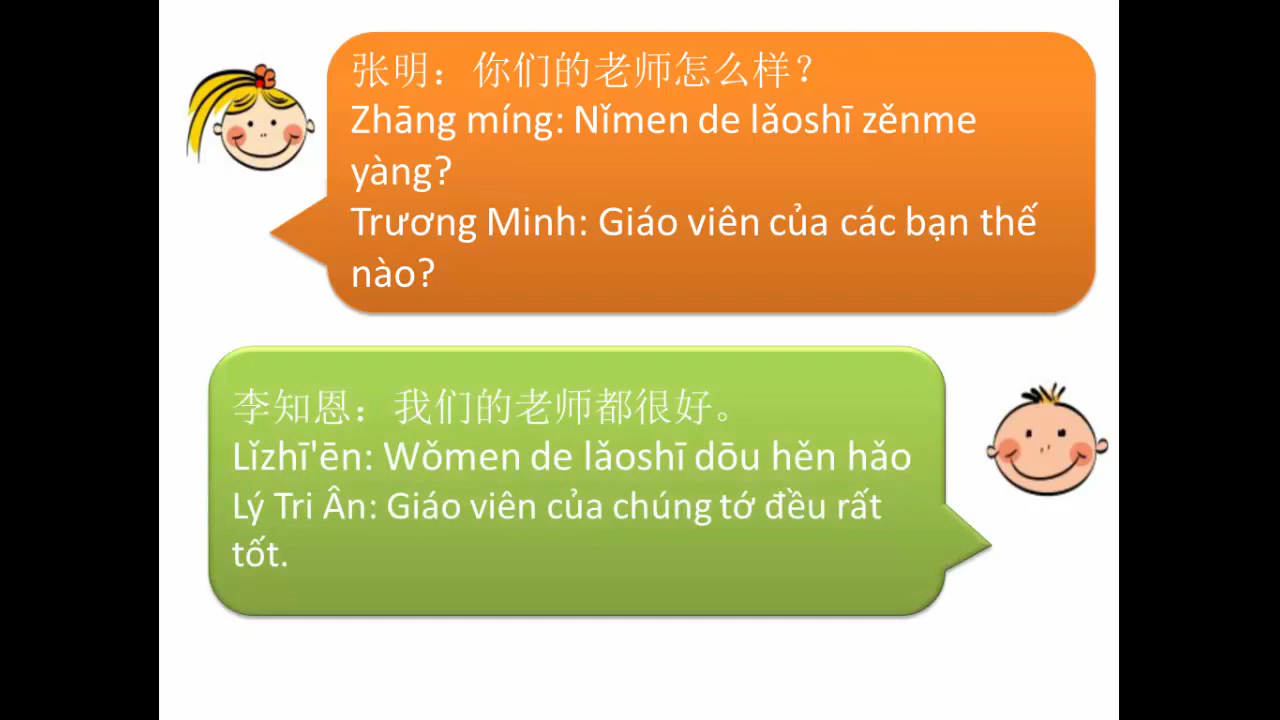 张明：你们的老师怎么样？
Zhāng míng: Nǐmen de lǎoshī zěnme
yàng?
Trương Minh: Giáo viên của các bạn thế
nào?
李知恩：我们的老师都很好。
Lǐzhī'ēn: Wǒmen de lǎoshī dōu hěn hǎo
Lý Tri Ân: Giáo viên của chúng tớ đều rất
tốt.